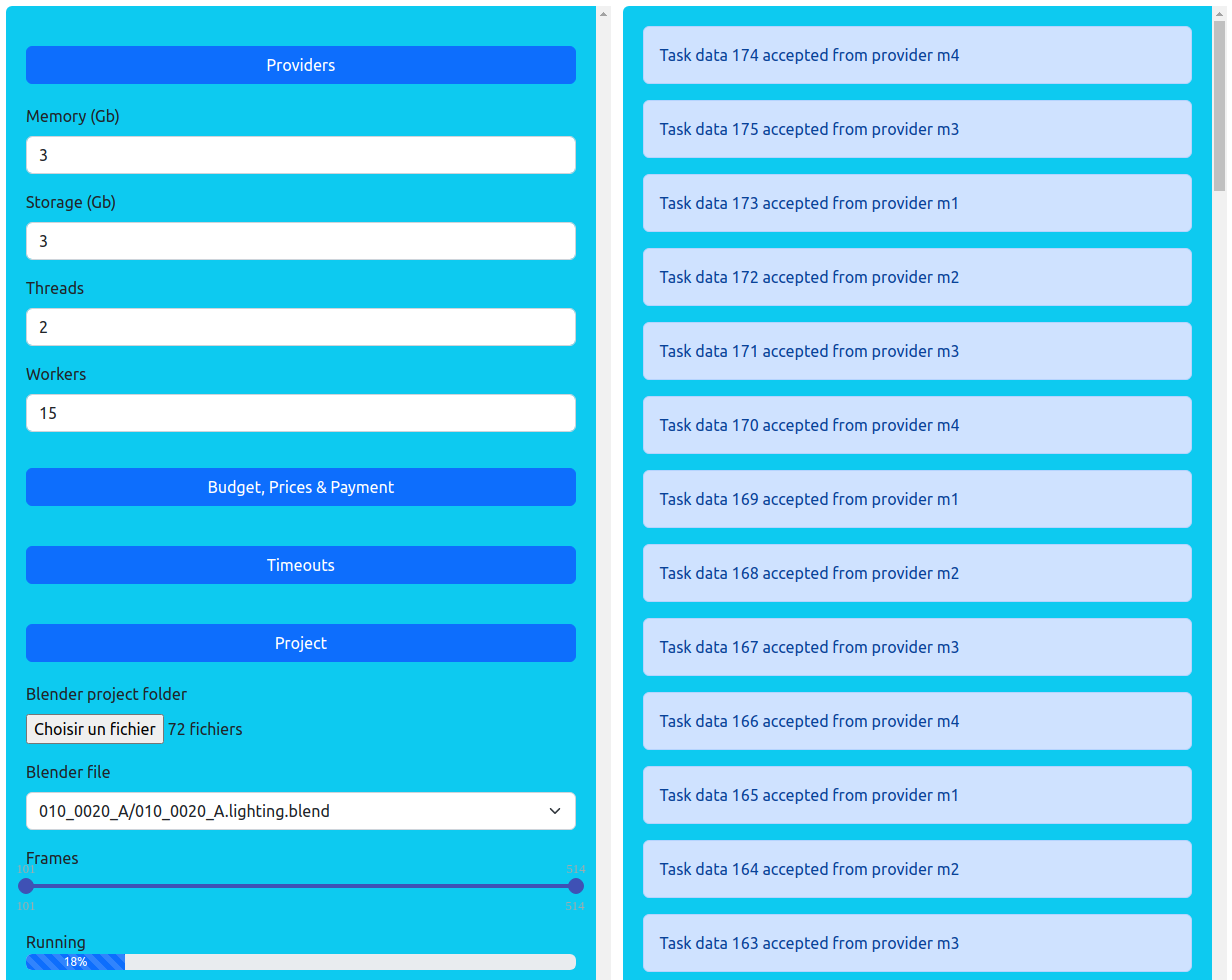 Providers
Memory (Gb)
3
Storage (Gb)
3
Threads
2
Workers
15
Budget, Prices & Payment
Timeouts
Project
Blender project folder
Choisir un fichier 72 fichiers
Blender file
010_0020_A/010_0020_A.lighting.blend
Frames
101 514
101 514
Running
18%
Task data 174 accepted from provider m4
Task data 175 accepted from provider m3
Task data 173 accepted from provider m1
Task data 172 accepted from provider m2
Task data 171 accepted from provider m3
Task data 170 accepted from provider m4
Task data 169 accepted from provider m1
Task data 168 accepted from provider m2
Task data 167 accepted from provider m3
Task data 166 accepted from provider m4
Task data 165 accepted from provider m1
Task data 164 accepted from provider m2
Task data 163 accepted from provider m3